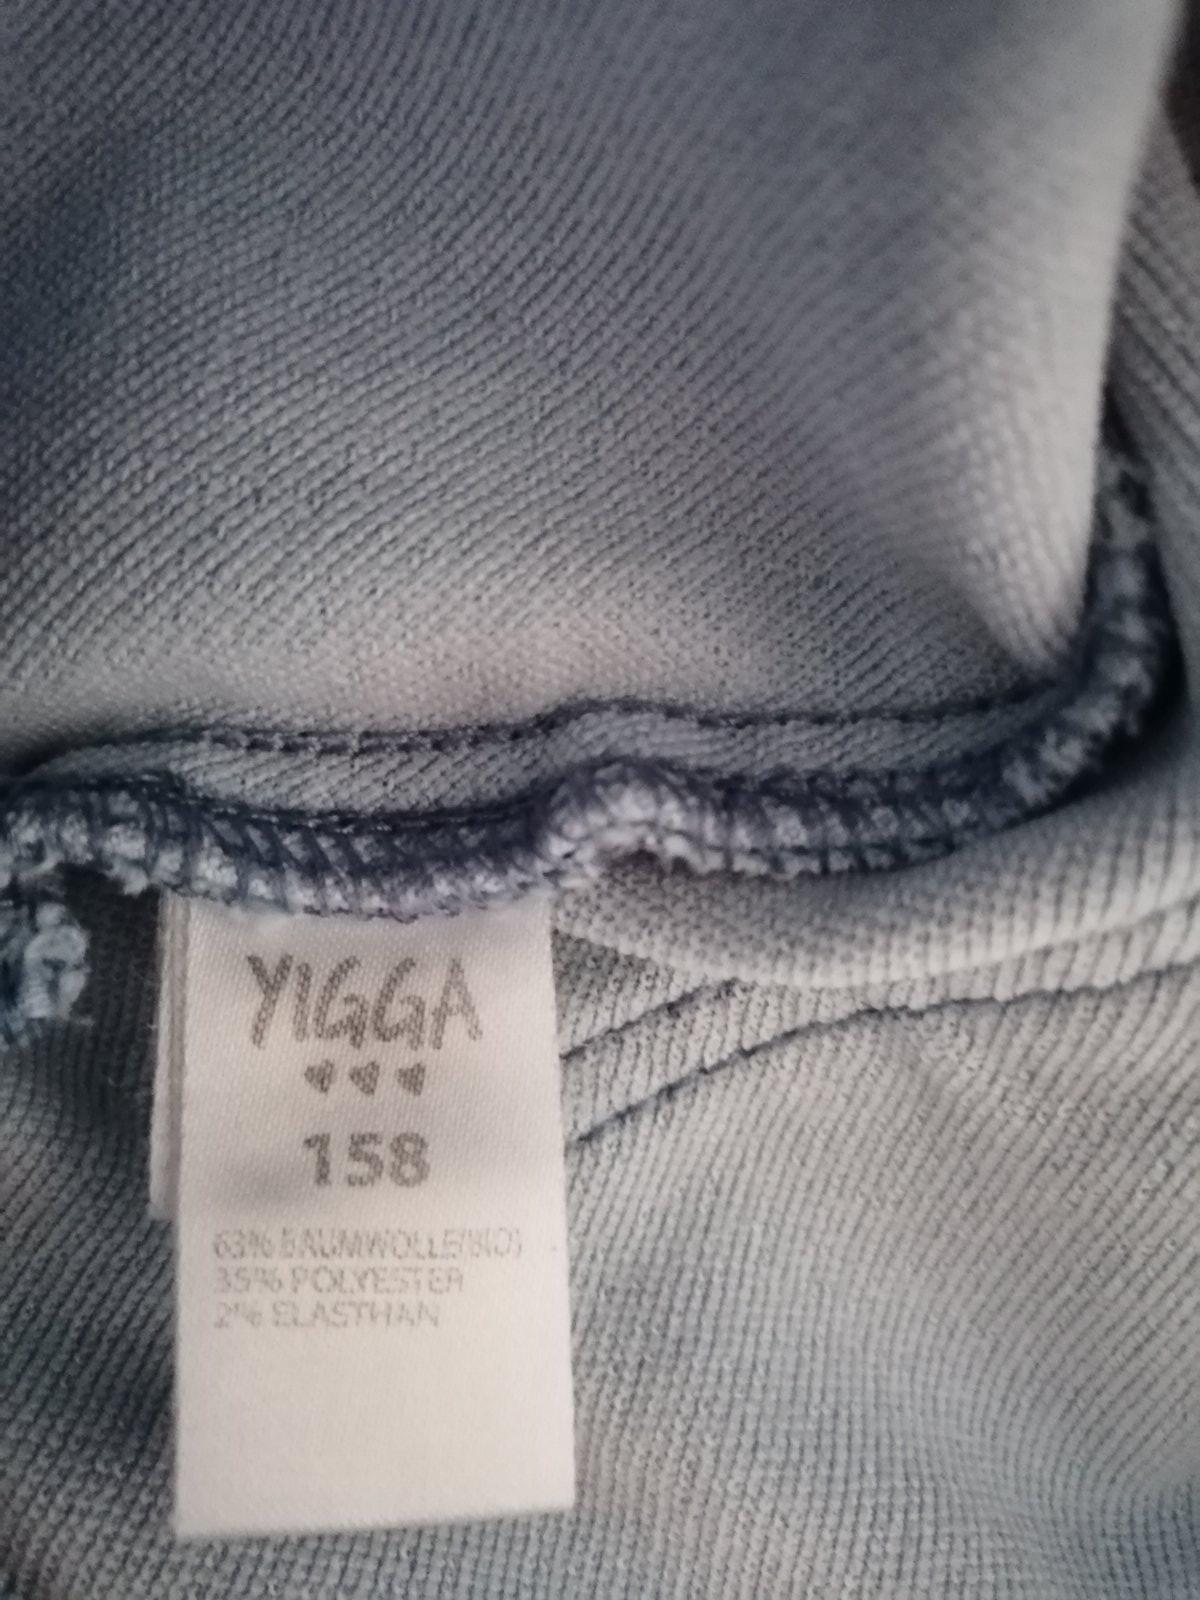 YIGGA
158
63% BAUMWOLLE(BIO)
35% POLYESTER
2% ELASTHAN